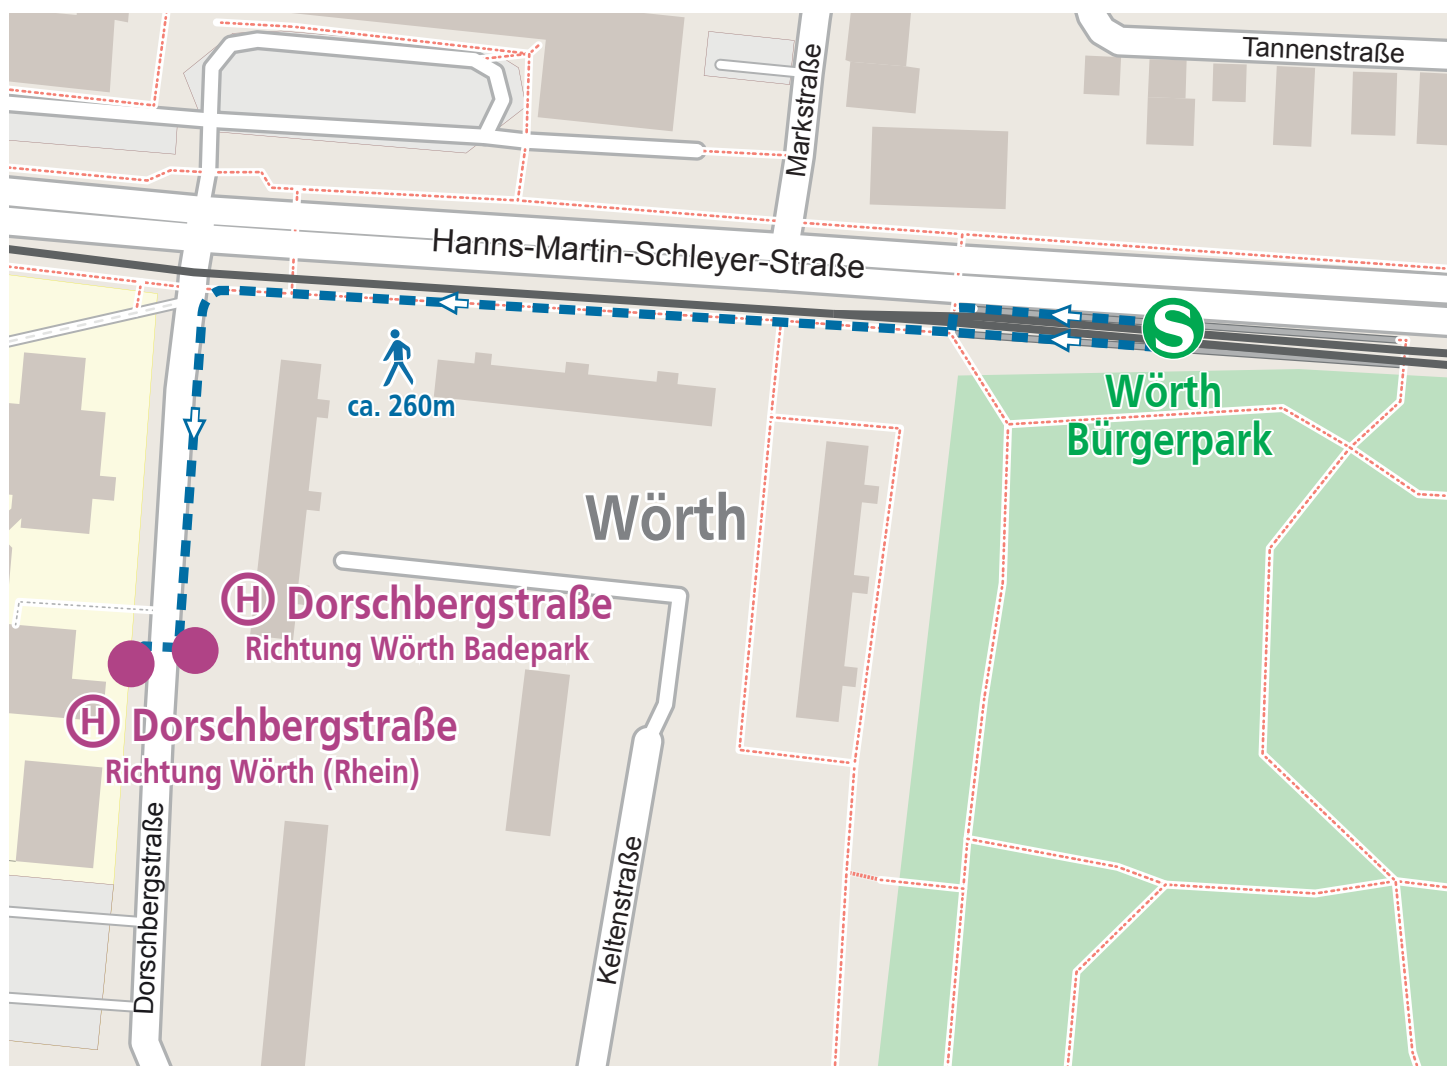 Tannenstraße
Markstraße
Hanns-Martin-Schleyer-Straße
S
Wörth
Bürgerpark
ca. 260m
Wörth
H Dorschbergstraße
Richtung Wörth Badepark
H Dorschbergstraße
Richtung Wörth (Rhein)
Dorschbergstraße
Keltenstraße